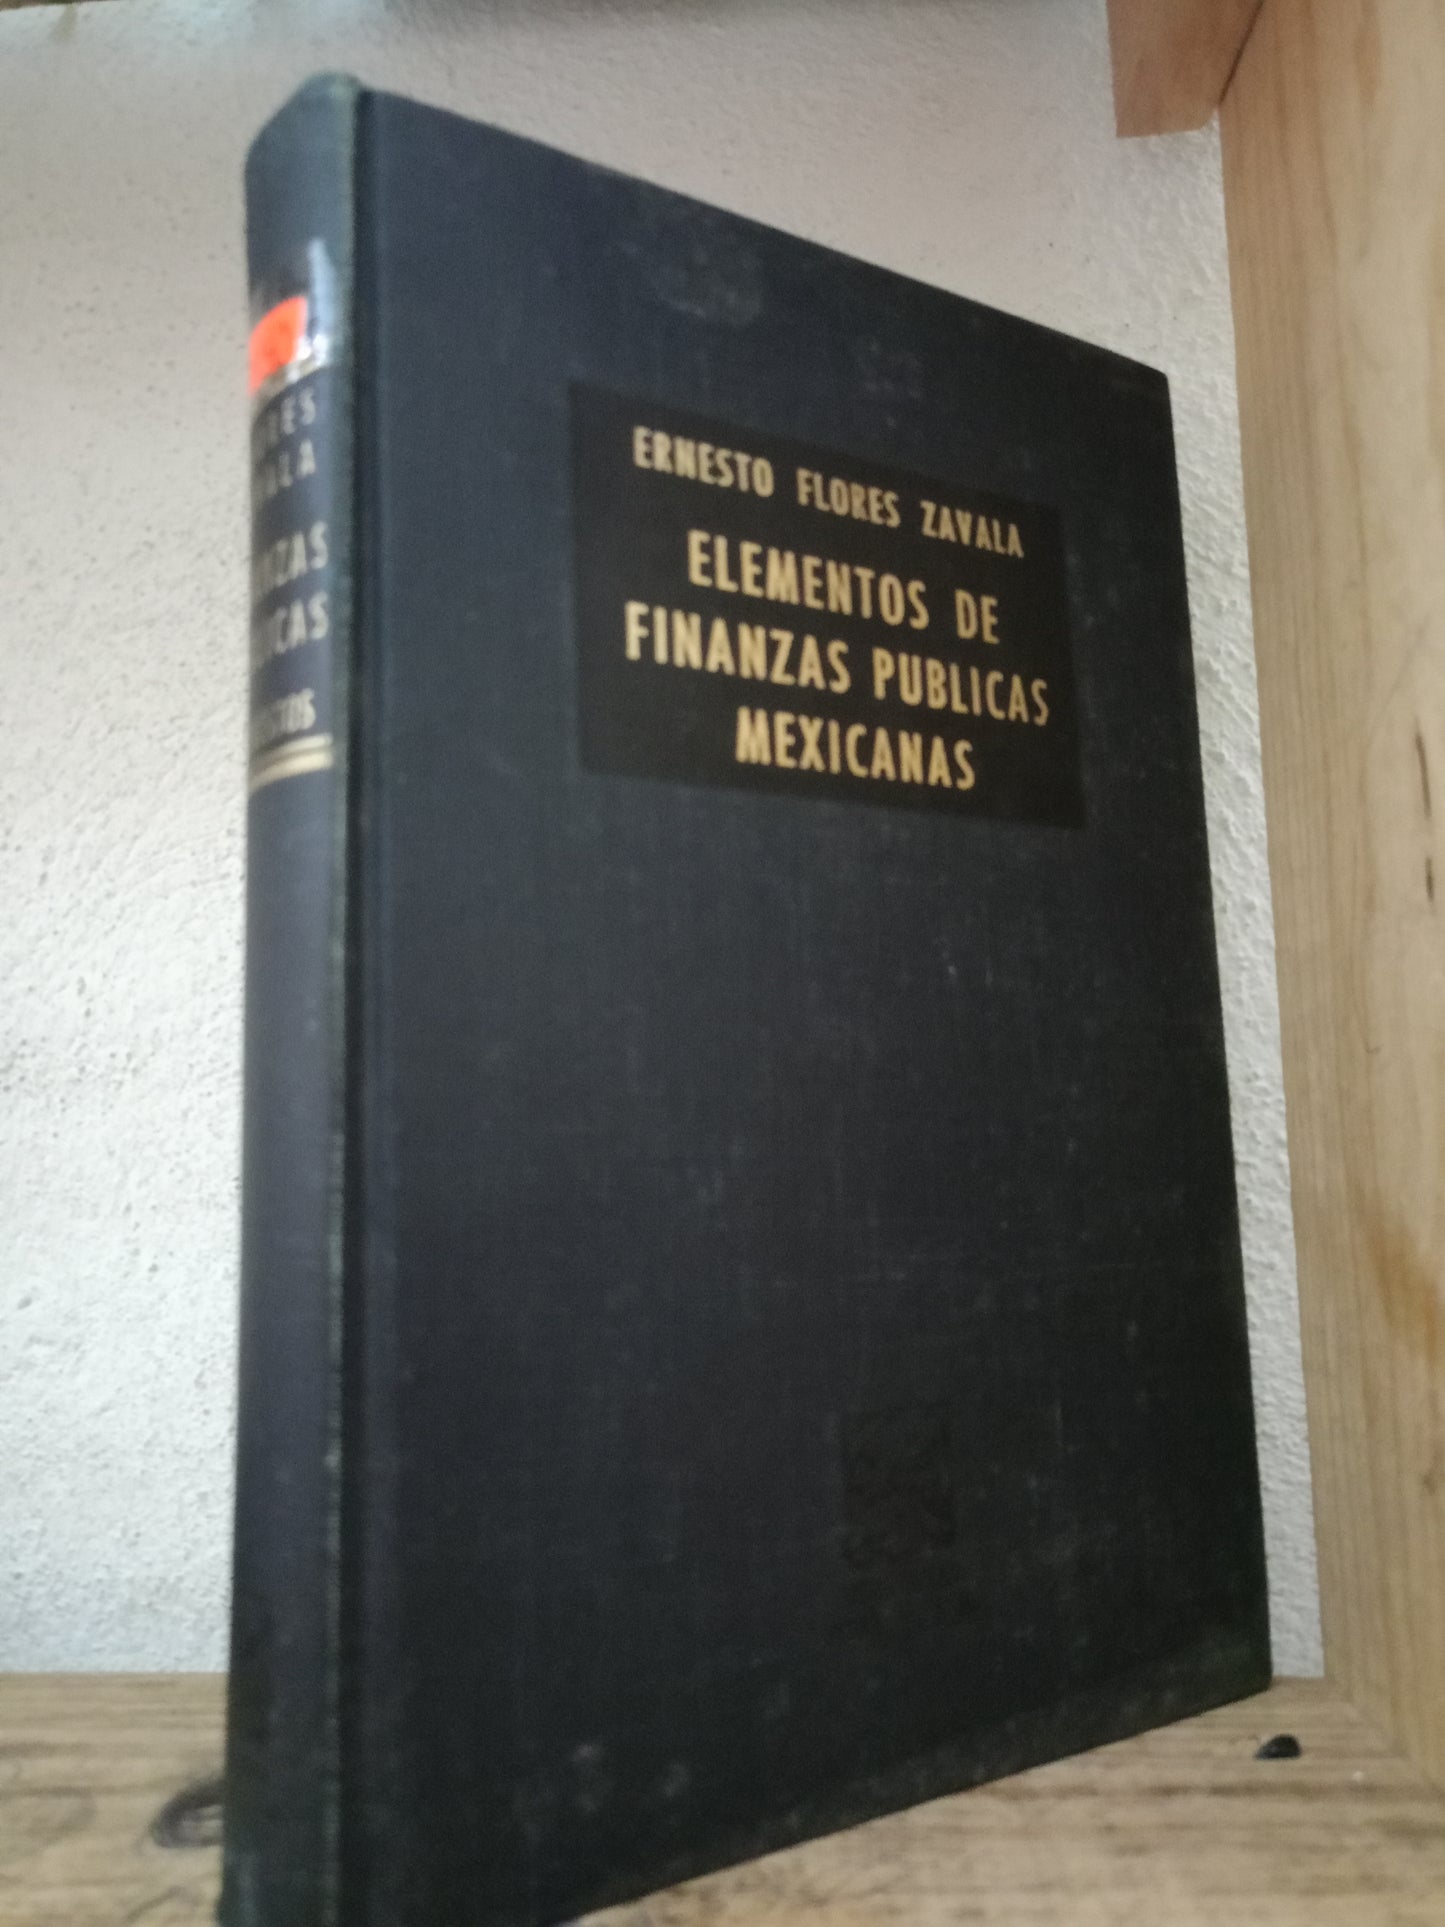 ERNESTO FLORES ZAVALA
ELEMENTOS DE
FINANZAS PUBLICAS
MEXICANAS